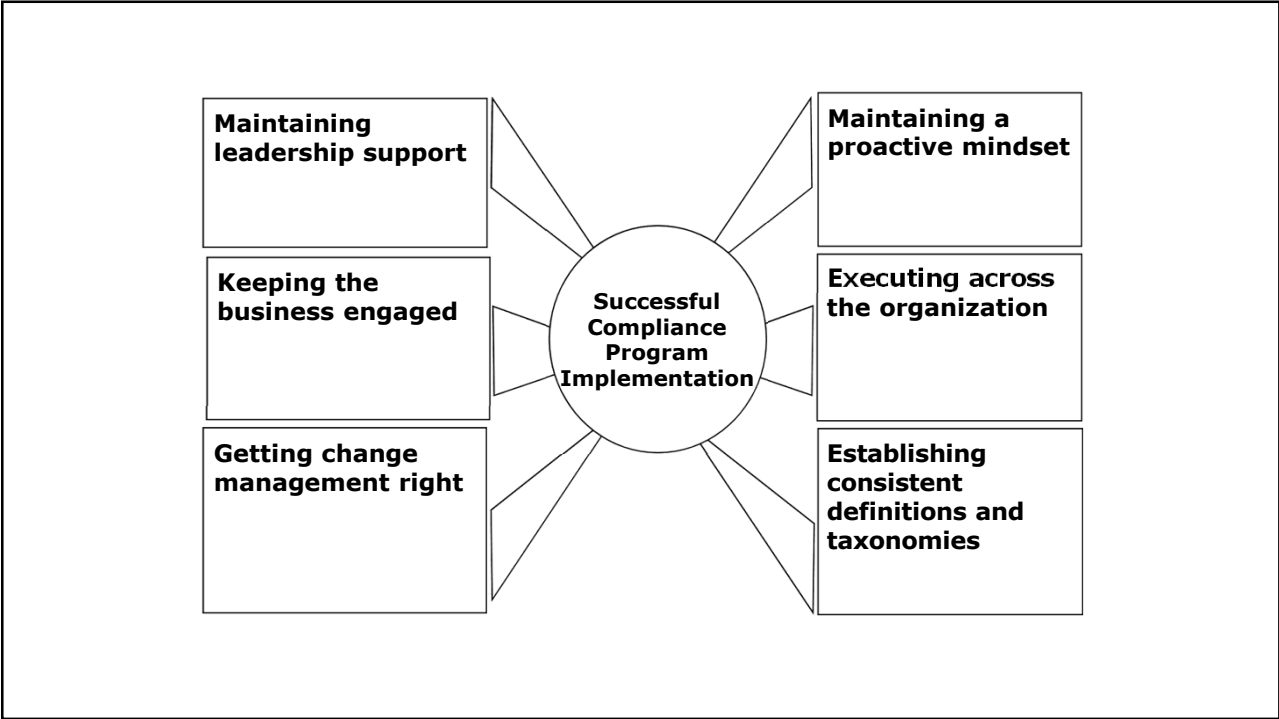 Maintaining
leadership support
Keeping the
business engaged
Getting change
management right
Successful
Compliance
Program
Implementation
Maintaining a
proactive mindset
Executing across
the organization
Establishing
consistent
definitions and
taxonomies